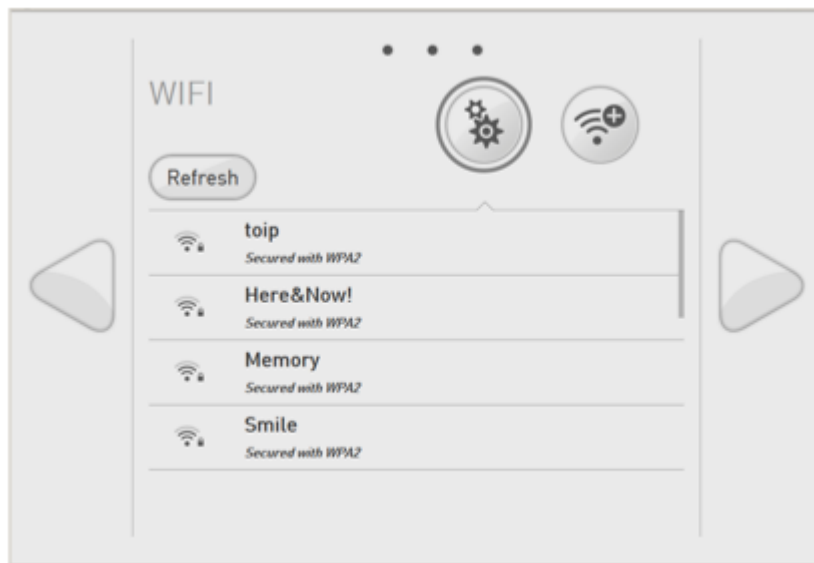 WIFI
Refresh
toip
Secured with WPA2
Here&Now!
Secured with WPA2
Memory
Secured with WPA2
Smile
Secured with WPA2